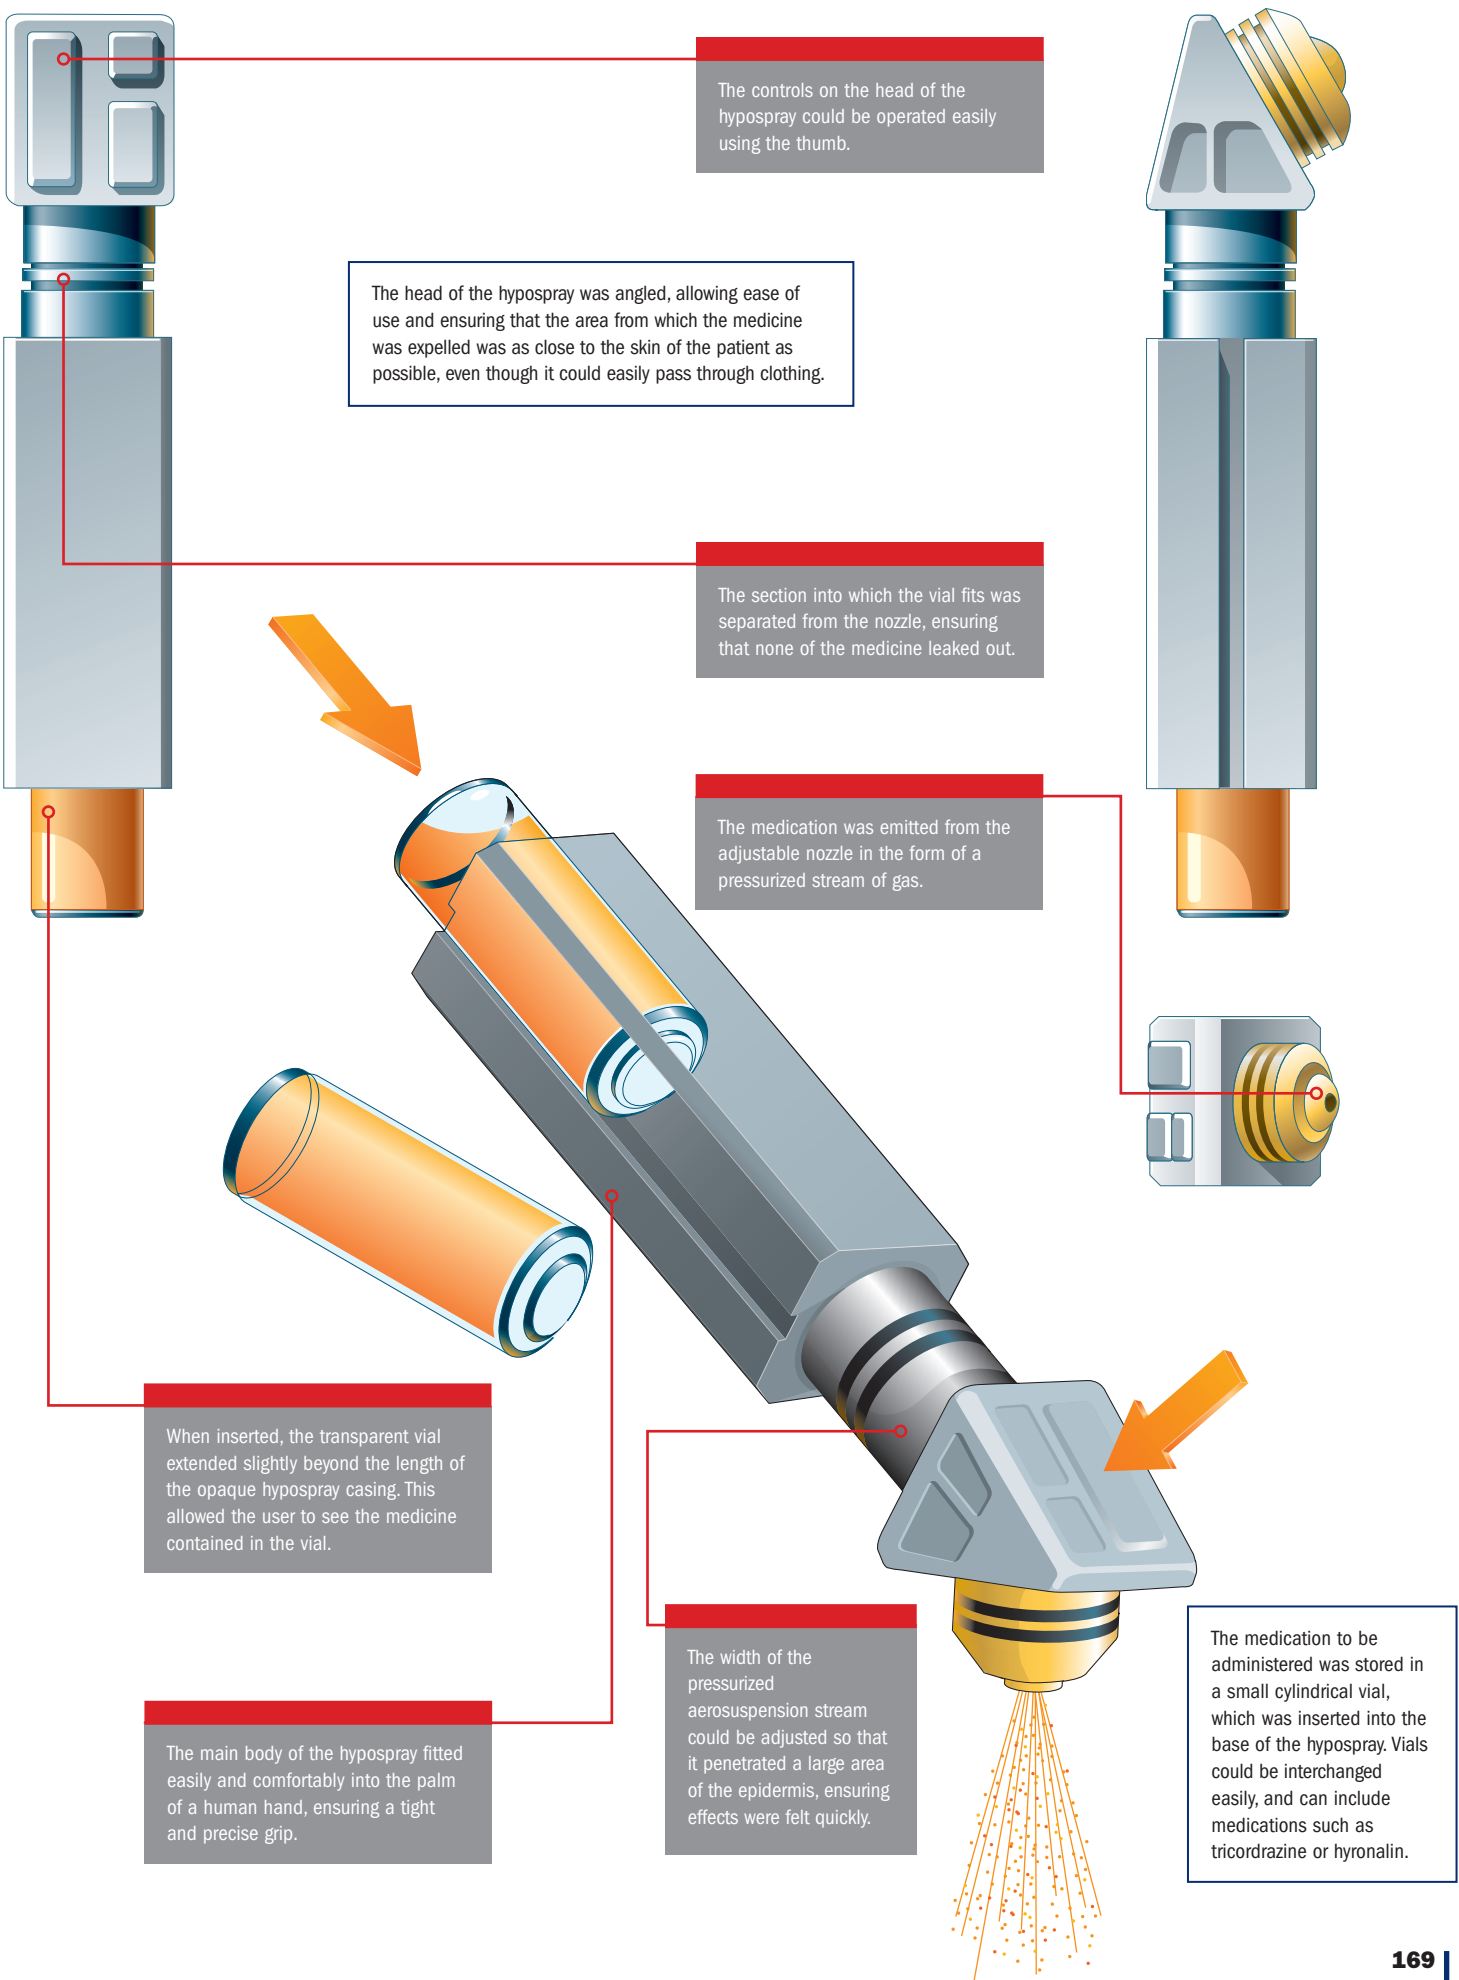 The controls on the head of the
hypospray could be operated easily
using the thumb.
The head of the hypospray was angled, allowing ease of
use and ensuring that the area from which the medicine
was expelled was as close to the skin of the patient as
possible, even though it could easily pass through clothing.
The section into which the vial fits was
separated from the nozzle, ensuring
that none of the medicine leaked out.
The medication was emitted from the
adjustable nozzle in the form of a
pressurized stream of gas.
When inserted, the transparent vial
extended slightly beyond the length of
the opaque hypospray casing. This
allowed the user to see the medicine
contained in the vial.
The main body of the hypospray fitted
easily and comfortably into the palm
of a human hand, ensuring a tight
and precise grip.
The width of the
pressurized
aerosuspension stream
could be adjusted so that
it penetrated a large area
of the epidermis, ensuring
effects were felt quickly.
The medication to be
administered was stored in
a small cylindrical vial,
which was inserted into the
base of the hypospray. Vials
could be interchanged
easily, and can include
medications such as
tricordrazine or hyronalin.
169